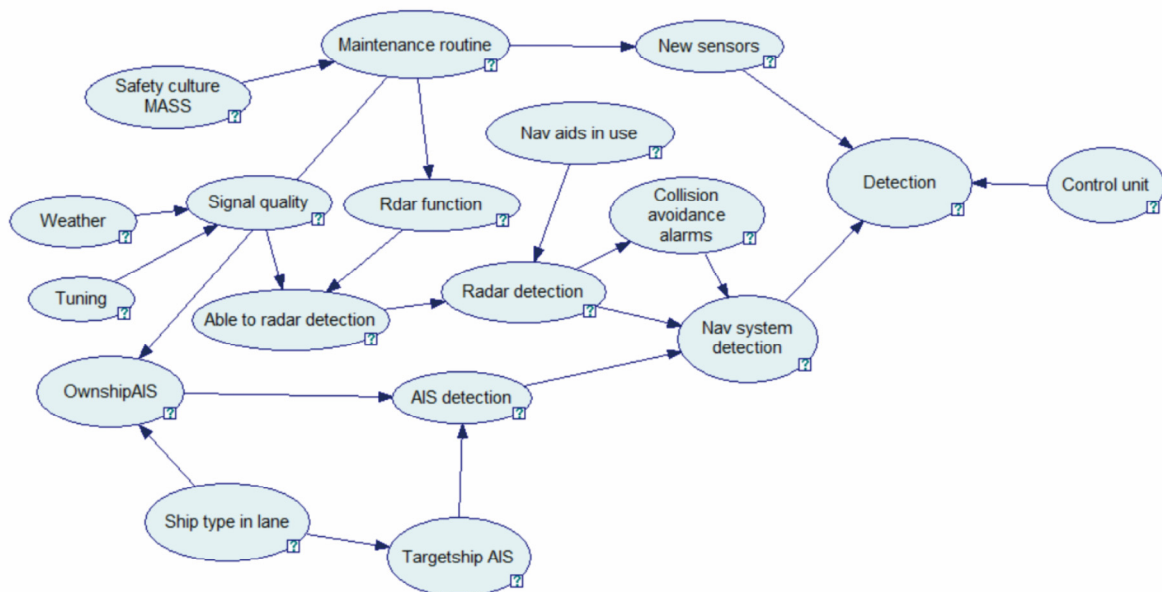 Maintenance routine
?
New sensors
?
Safety culture
MASS
?
Nav aids in use
?
Detection
?
Control unit
?
Signal quality
?
Rdar function
?
Collision
avoidance
alarms
?
Weather
?
Tuning
?
Able to radar detection
?
Radar detection
?
Nav system
detection
?
OwnshipAIS
?
AIS detection
?
Ship type in lane
?
Targetship AIS
?